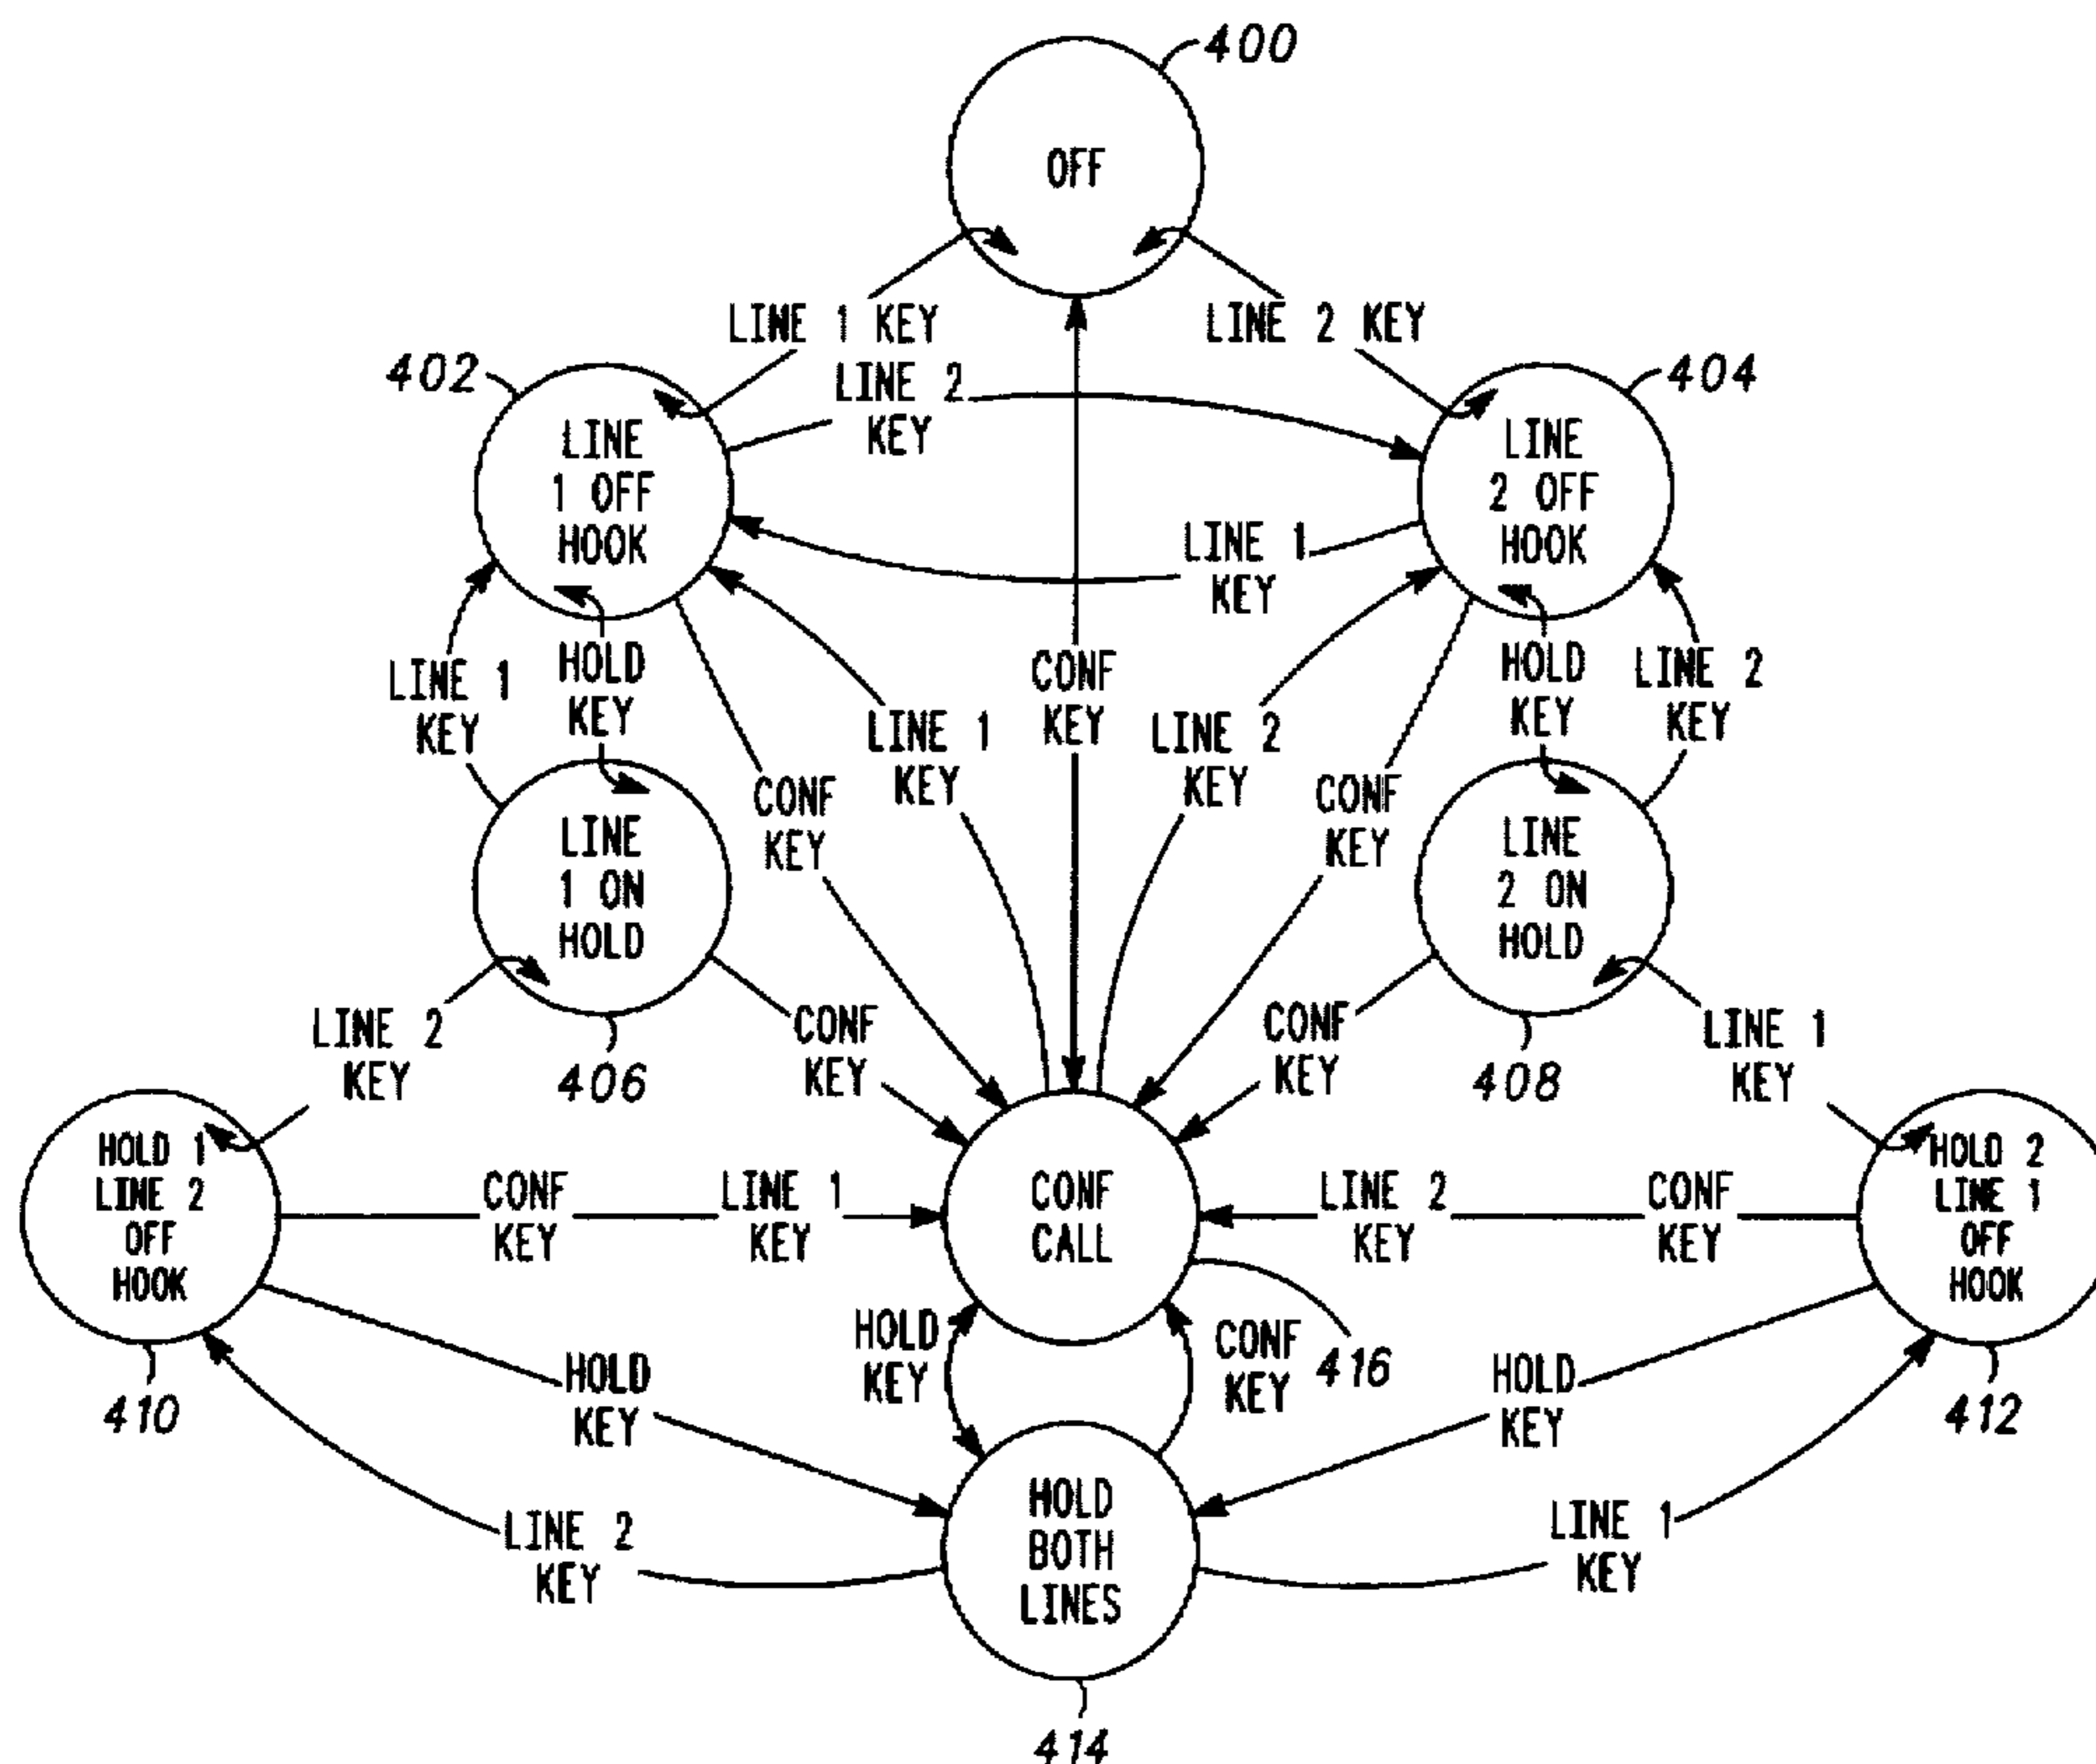 400
OFF
LINE 1 KEY
LINE 2 KEY
402
LINE 2
KEY
404
LINE
1 OFF
HOOK
LINE
2 OFF
HOOK
LINE 1
KEY
LINE 1
KEY
HOLD
KEY
CONF
KEY
HOLD
KEY
LINE 2
KEY
LINE 1
KEY
LINE 2
KEY
CONF
KEY
CONF
KEY
LINE
1 ON
HOLD
LINE
2 ON
HOLD
LINE 2
KEY
406
CONF
KEY
CONF
KEY
408
LINE 1
KEY
HOLD 1
LINE 2
OFF
HOOK
CONF
KEY
LINE 1
KEY
CONF
CALL
LINE 2
KEY
CONF
KEY
HOLD 2
LINE 1
OFF
HOOK
410
HOLD
KEY
HOLD
KEY
CONF
KEY
416
HOLD
KEY
412
LINE 2
KEY
HOLD
BOTH
LINES
LINE 1
KEY
414